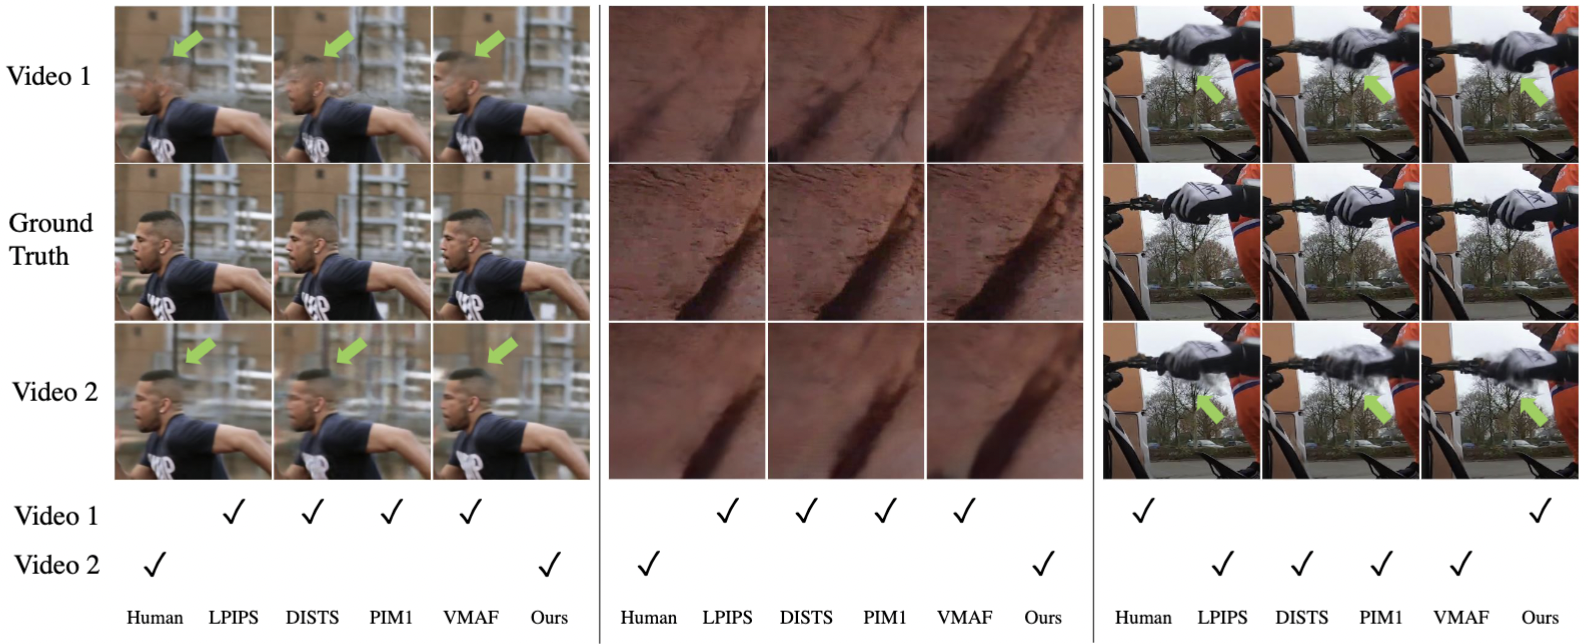 Video 1
Ground
Truth
Video 2
Video 1 ✓ ✓ ✓ ✓ ✓ ✓ ✓ ✓ ✓ ✓
Video 2 ✓ ✓ ✓ ✓ ✓ ✓ ✓ ✓
Human LPIPS DISTS PIM1 VMAF Ours Human LPIPS DISTS PIM1 VMAF Ours Human LPIPS DISTS PIM1 VMAF Ours